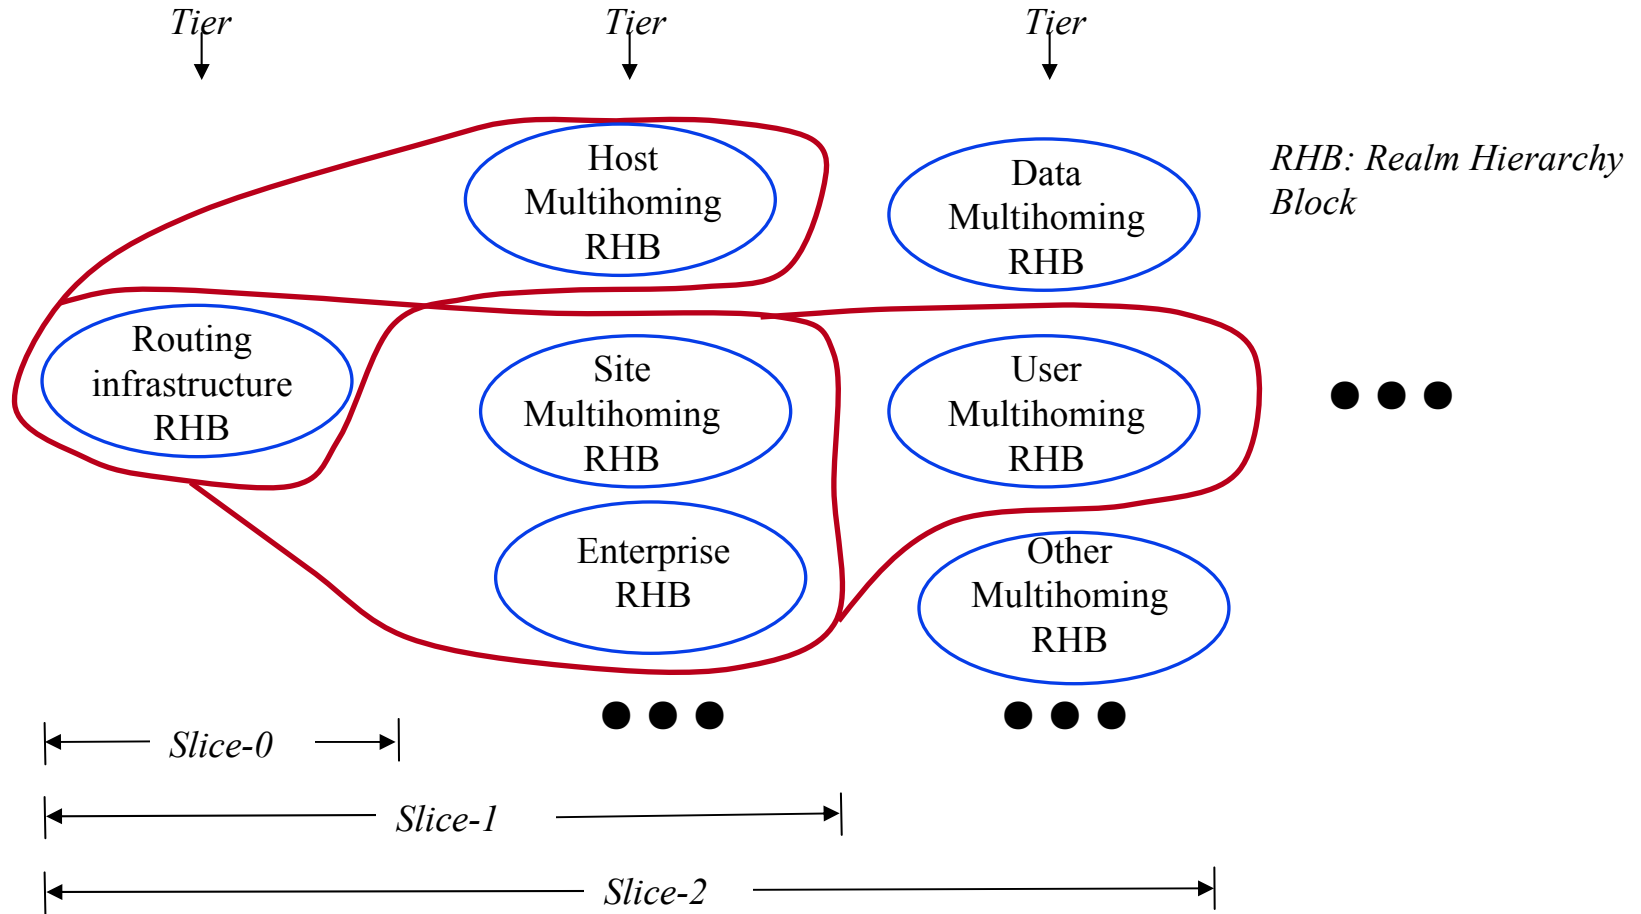 Tier
Tier
Tier
Host
Multihoming
RHB
Data
Multihoming
RHB
RHB: Realm Hierarchy
Block
Routing
infrastructure
RHB
Site
Multihoming
RHB
User
Multihoming
RHB
Enterprise
RHB
Other
Multihoming
RHB
Slice-0
Slice-1
Slice-2